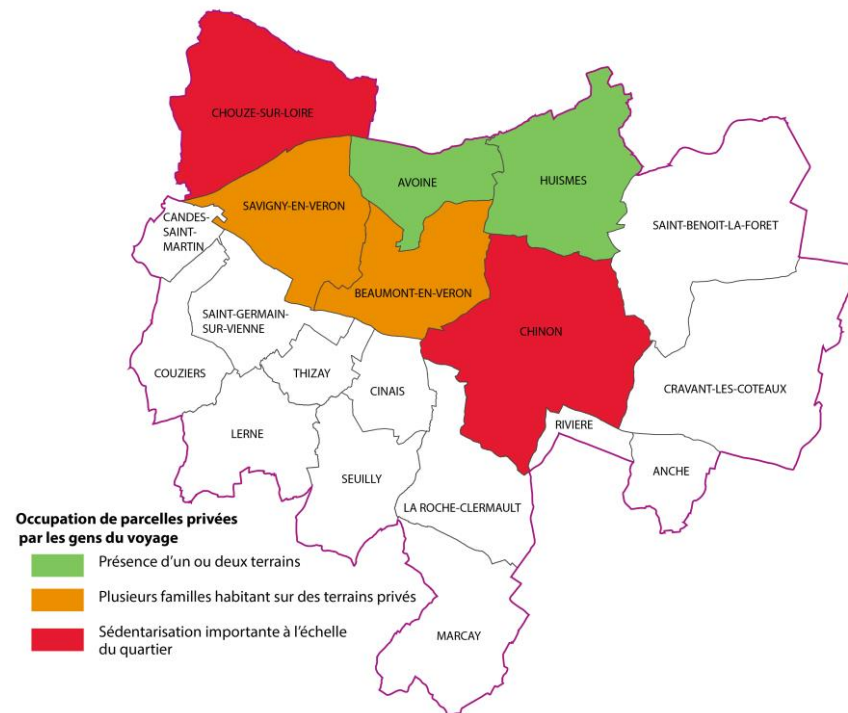 CHOUZE-SUR-LOIRE
AVOINE
HUISMES
SAVIGNY-EN-VERON
CANDES-
SAINT-
MARTIN
SAINT-BENOIT-LA-FORET
BEAUMONT-EN-VERON
SAINT-GERMAIN-
SUR-VIENNE
CHINON
COUZIERS
THIZAY
CINAIS
CRAVANT-LES-COTEAUX
LERNE
RIVIERE
SEUILLY
ANCHE
LA ROCHE-CLERMAULT
MARCAY
Occupation de parcelles privées
par les gens du voyage
Présence d'un ou deux terrains
Plusieurs familles habitant sur des terrains privés
Sédentarisation importante à l'échelle
du quartier